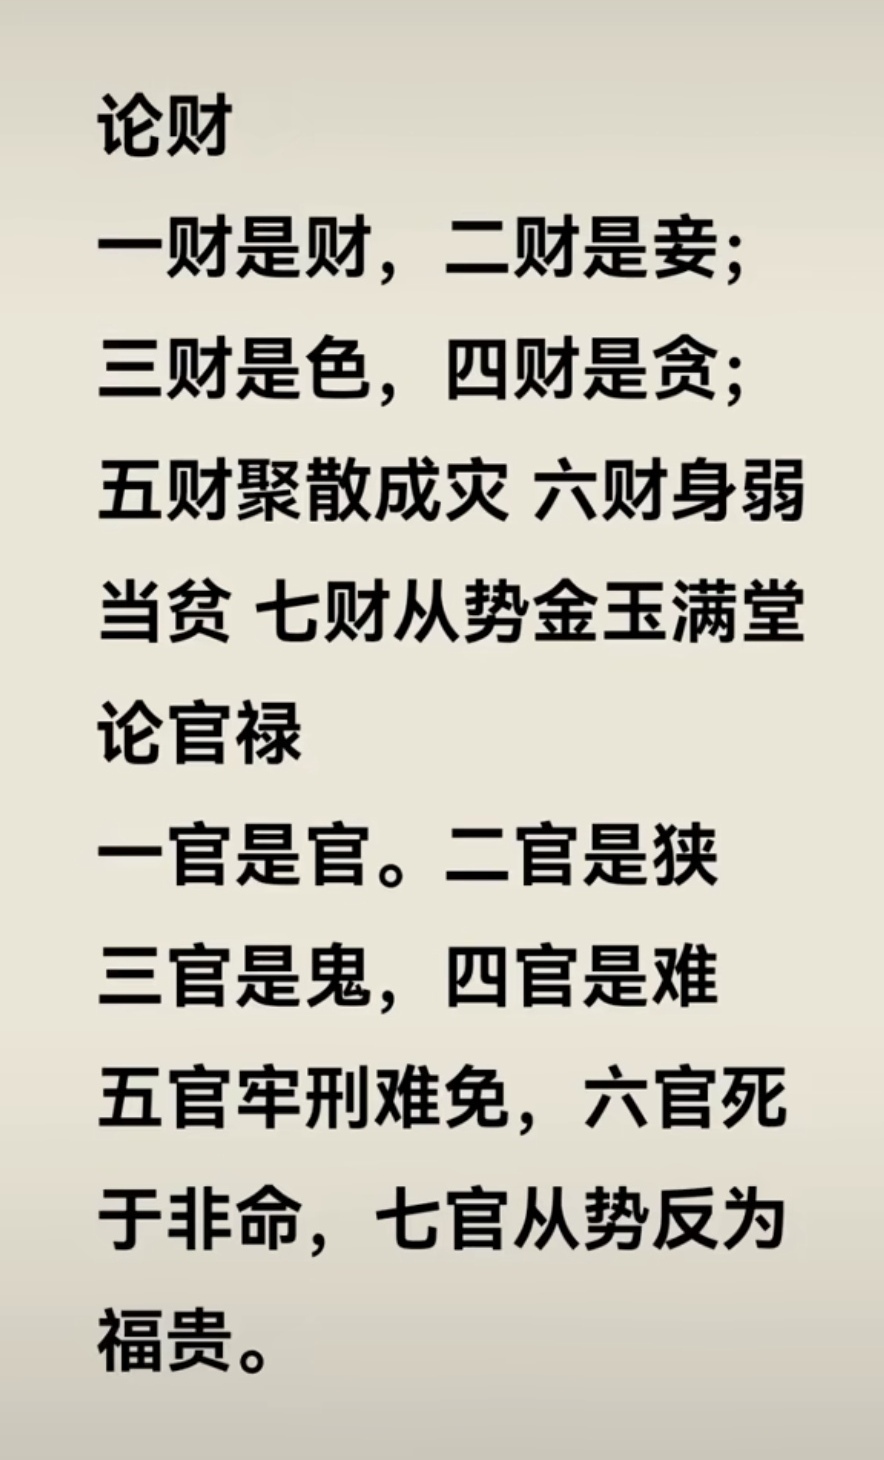 论财
一财是财，二财是妾；
三财是色，四财是贪；
五财聚散成灾 六财身弱
当贫 七财从势金玉满堂
论官禄
一官是官。二官是狭
三官是鬼，四官是难
五官牢刑难免，六官死
于非命，七官从势反为
福贵。